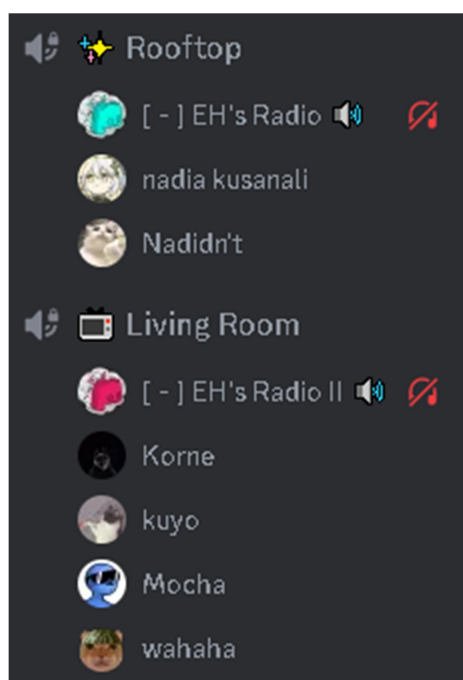 Rooftop
[ - ] EH's Radio
nadia kusanali
Nadidn't
Living Room
[ - ] EH's Radio II
Korne
kuyo
Mocha
wahaha